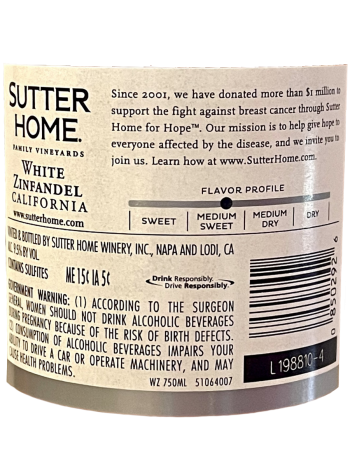 SUTTER
HOME.
FAMILY VINEYARDS
WHITE
ZINFANDEL
CALIFORNIA
www.sutterhome.com
Since 2001, we have donated more than $1 million to
support the fight against breast cancer through Sutter
Home for Hope™. Our mission is to help give hope to
everyone affected by the disease, and we invite you to
join us. Learn how at www.SutterHome.com.
FLAVOR PROFILE
SWEET
MEDIUM SWEET
MEDIUM DRY
DRY
VINTED & BOTTLED BY SUTTER HOME WINERY, INC., NAPA AND LODI, CA
ALC. 9.5% BY VOL.
CONTAINS SULFITES ME 15¢ IA 5¢
Drink Responsibly.
Drive Responsibly.
GOVERNMENT WARNING: (1) ACCORDING TO THE SURGEON
GENERAL, WOMEN SHOULD NOT DRINK ALCOHOLIC BEVERAGES
DURING PREGNANCY BECAUSE OF THE RISK OF BIRTH DEFECTS.
(2) CONSUMPTION OF ALCOHOLIC BEVERAGES IMPAIRS YOUR
ABILITY TO DRIVE A CAR OR OPERATE MACHINERY, AND MAY
CAUSE HEALTH PROBLEMS.
WZ 750ML 51064007
0 850292 6
L198810-4